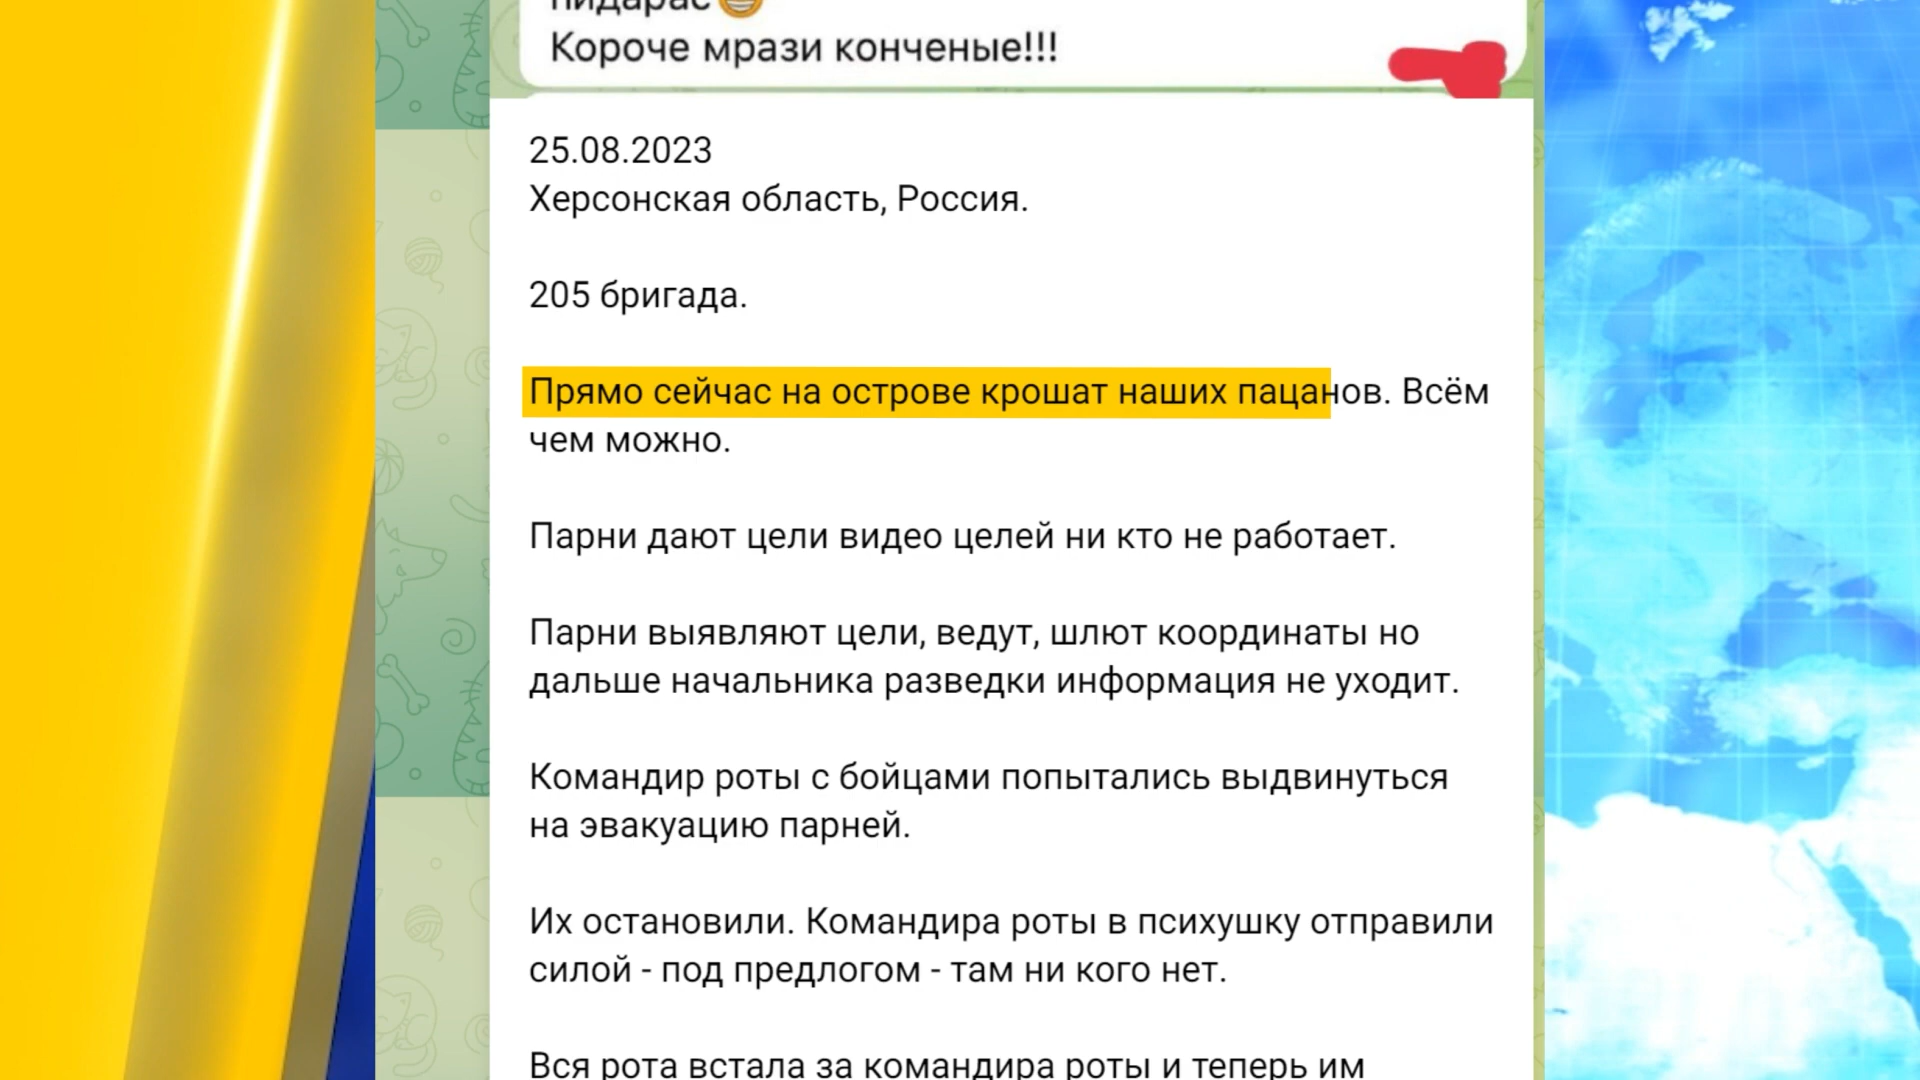 пидарас
Короче мрази конченые!!!
25.08.2023
Херсонская область, Россия.
205 бригада.
Прямо сейчас на острове крошат наших пацанов. Всём
чем можно.
Парни дают цели видео целей ни кто не работает.
Парни выявляют цели, ведут, шлют координаты но
дальше начальника разведки информация не уходит.
Командир роты с бойцами попытались выдвинуться
на эвакуацию парней.
Их остановили. Командира роты в психушку отправили
силой - под предлогом - там ни кого нет.
Вся рота встала за командира роты и теперь им